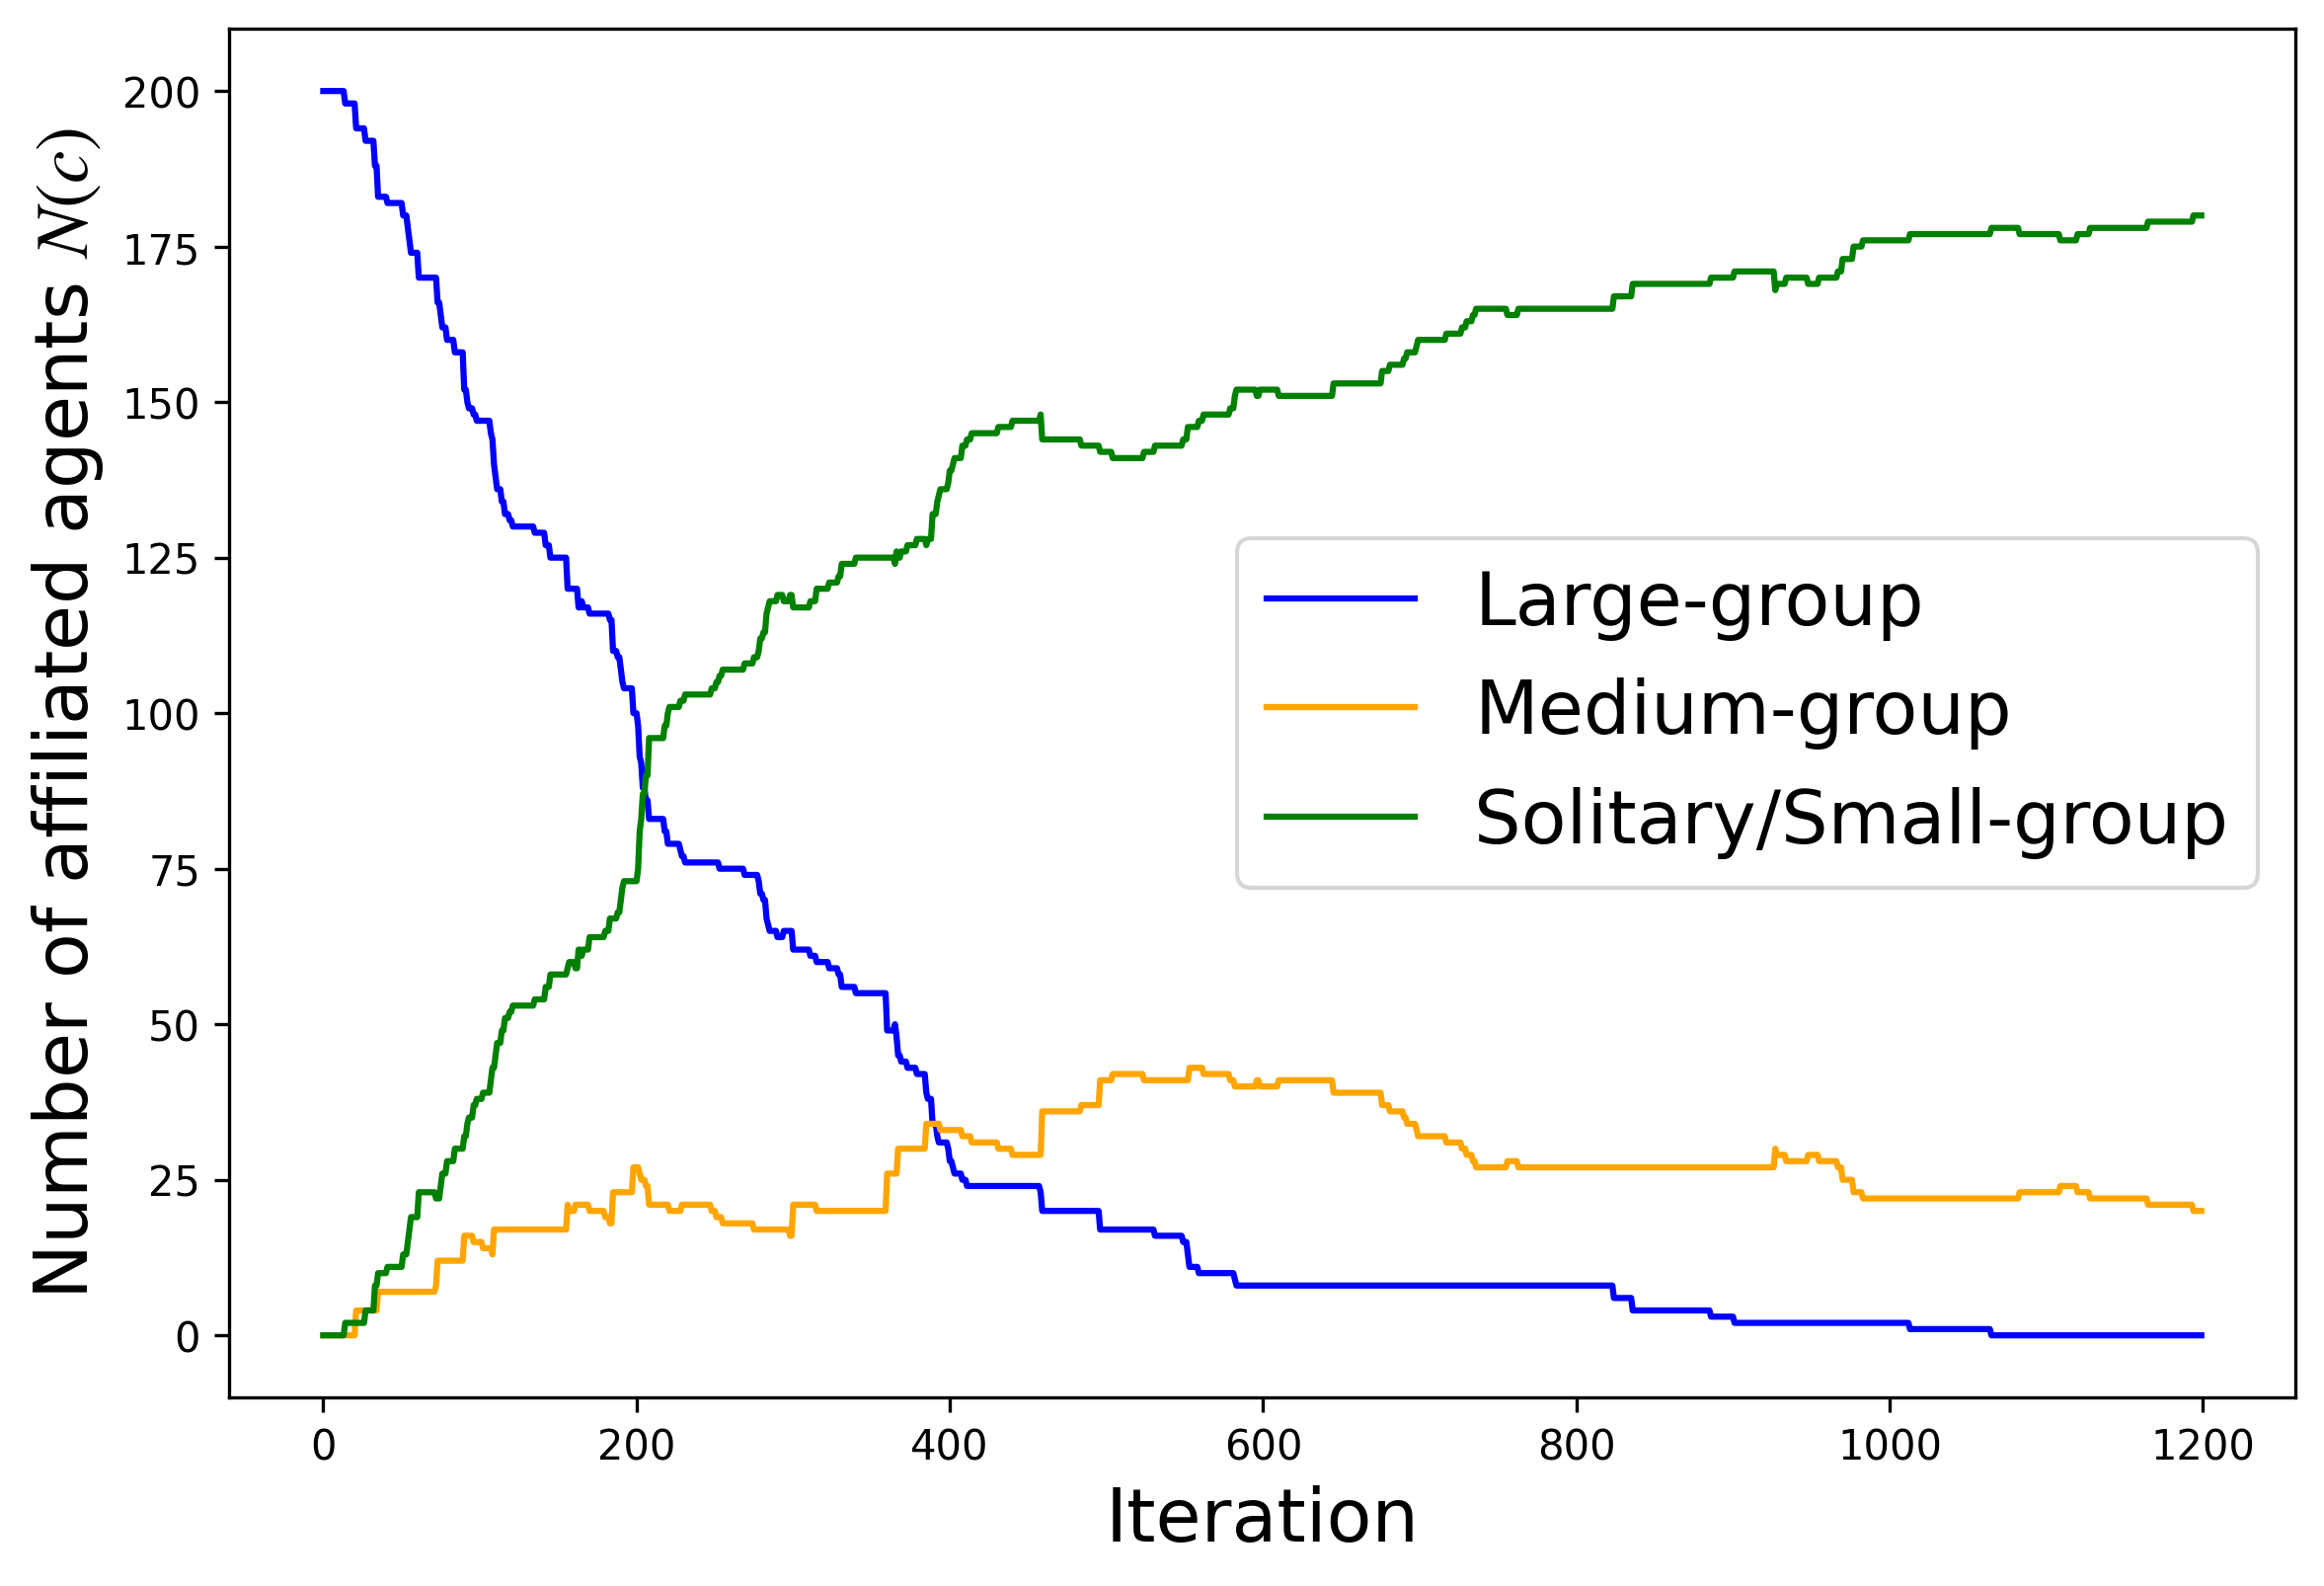 Number of affiliated agents N(c)
200
175
150
125
100
75
50
25
0
Large-group
Medium-group
Solitary/Small-group
0 200 400 600 800 1000 1200
Iteration